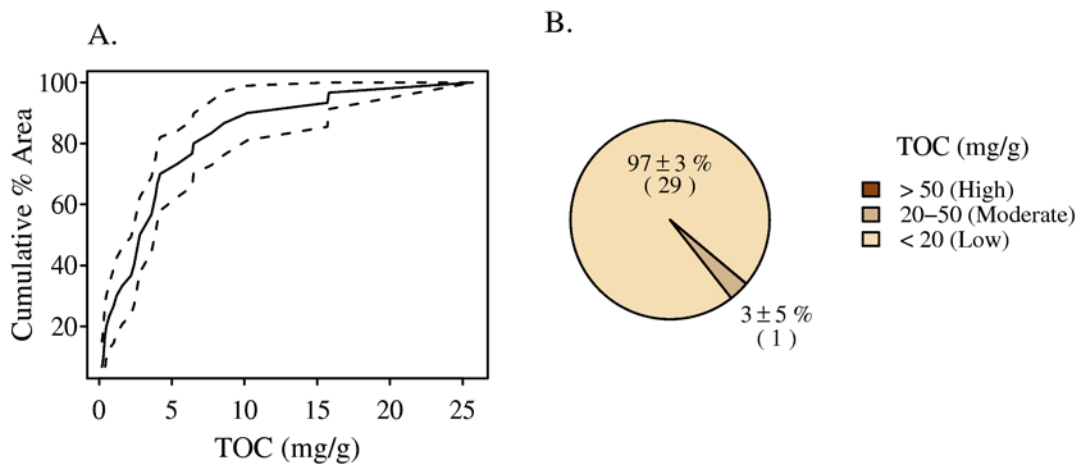 A.
100
80
60
40
20
Cumulative % Area
0 5 10 15 20 25
TOC (mg/g)
B.
97 ± 3 %
( 29 )
3 ± 5 %
( 1 )
TOC (mg/g)
> 50 (High)
20–50 (Moderate)
< 20 (Low)